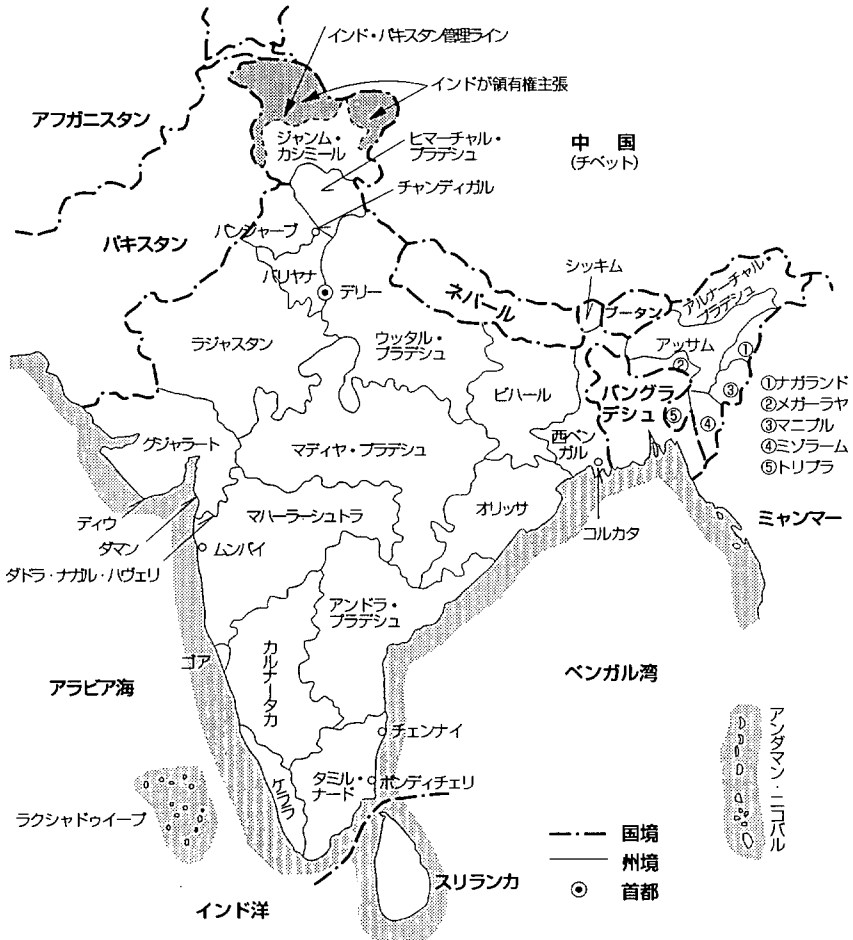 インド・パキスタン管理ライン
インドが領有権主張
アフガニスタン
ジャンム・
カシミール
ヒマーチャル・
プラデシュ
中 国
(チベット)
チャンディガル
パンジャーブ
パキスタン
ハリヤナ
デリー
ネパール
シッキム
ブータン
アルナーチャル・
プラデシュ
ラジャスタン
ウッタル・
プラデシュ
アッサム
ビハール
バングラ
デシュ
①
②
③
④
⑤
①ナガランド
②メガーラヤ
③マニプル
④ミゾラーム
⑤トリプラ
グジャラート
マディヤ・プラデシュ
西ベン
ガル
ディウ
ダマン
ダドラ・ナガル・ハヴェリ
マハーラーシュトラ
ムンバイ
オリッサ
コルカタ
ミャンマー
アンドラ・
プラデシュ
カルナータカ
ゴア
アラビア海
ベンガル湾
チェンナイ
タミル・
ナード
ポンディチェリ
ケララ
ラクシャドゥイープ
アンダマン・ニコバル
スリランカ
インド洋
国境
州境
首都